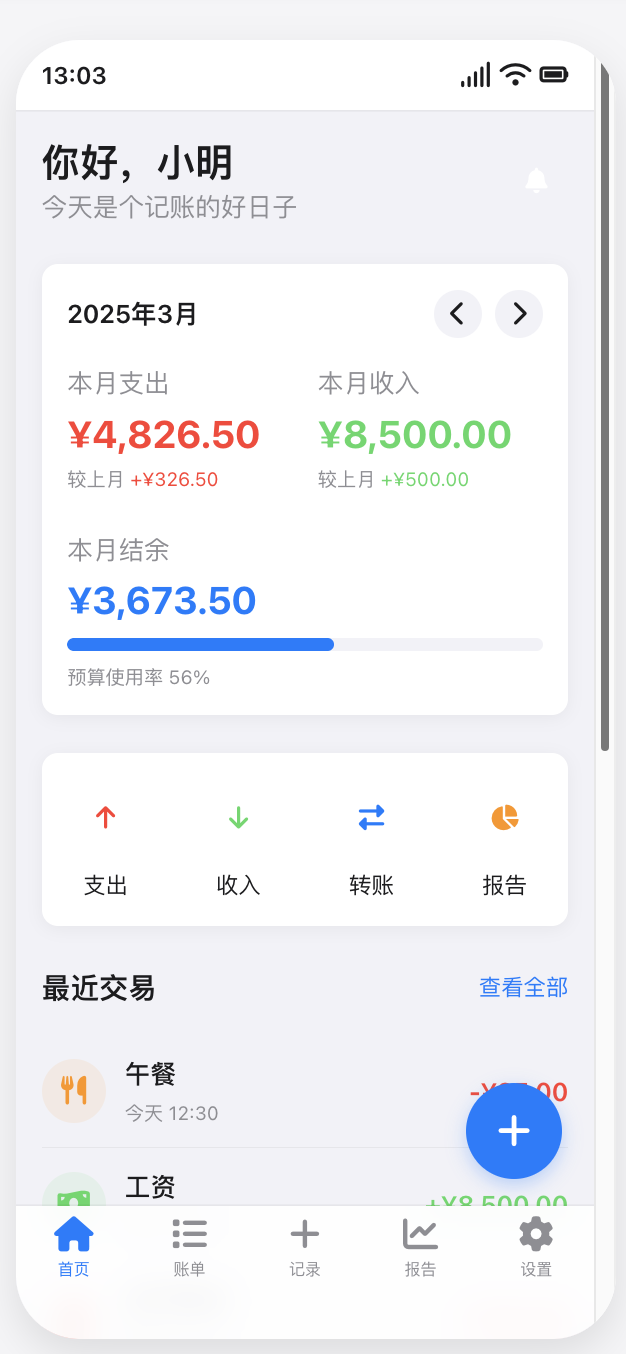 13:03
你好，小明
今天是个记账的好日子
2025年3月
本月支出
本月收入
¥4,826.50
¥8,500.00
较上月 +¥326.50
较上月 +¥500.00
本月结余
¥3,673.50
预算使用率 56%
支出
收入
转账
报告
最近交易
查看全部
午餐
今天 12:30
工资
+¥8,500.00
首页
账单
记录
报告
设置